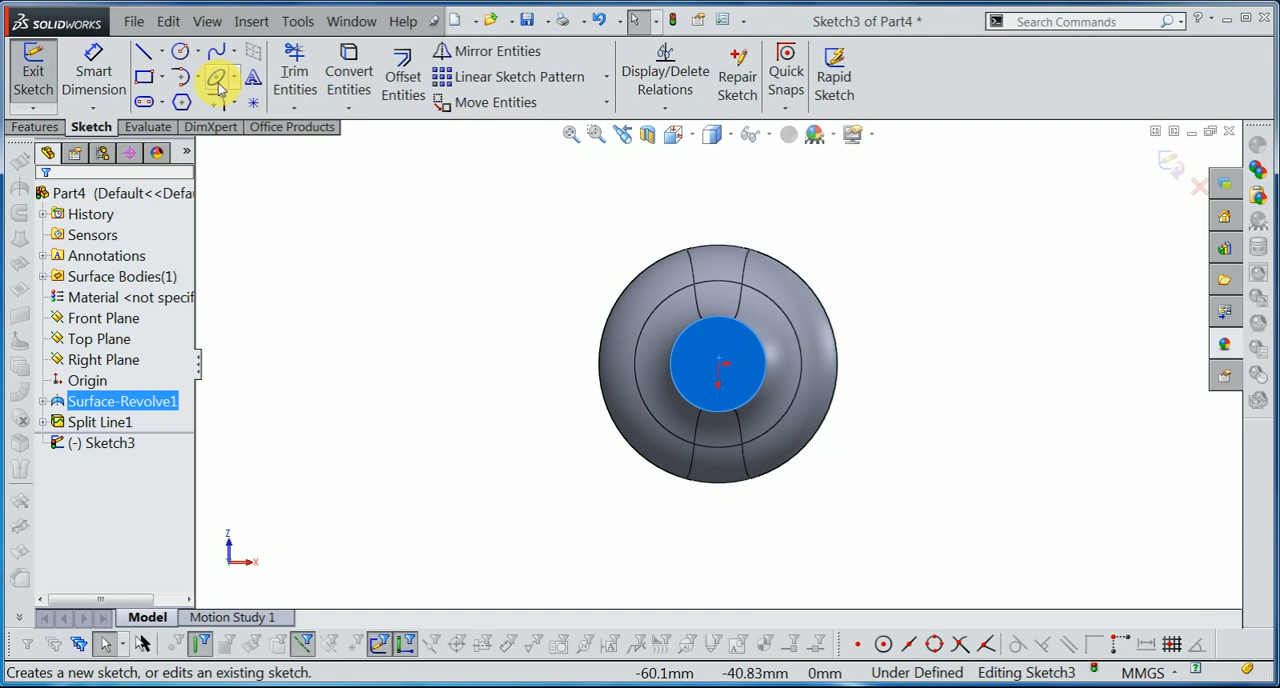 SOLIDWORKS File Edit View Insert Tools Window Help Sketch3 of Part4 * Search Commands ?
Exit Sketch
Smart Dimension
Trim Entities
Convert Entities
Offset Entities
Mirror Entities
Linear Sketch Pattern
Move Entities
Display/Delete Relations
Repair Sketch
Quick Snaps
Rapid Sketch
Features Sketch Evaluate DimXpert Office Products
Part4 (Default<<Defau
History
Sensors
Annotations
Surface Bodies(1)
Material <not specif
Front Plane
Top Plane
Right Plane
Origin
Surface-Revolve1
Split Line1
(-) Sketch3
Z
X
Model Motion Study 1
Creates a new sketch, or edits an existing sketch. -60.1mm -40.83mm 0mm Under Defined Editing Sketch3 MMGS